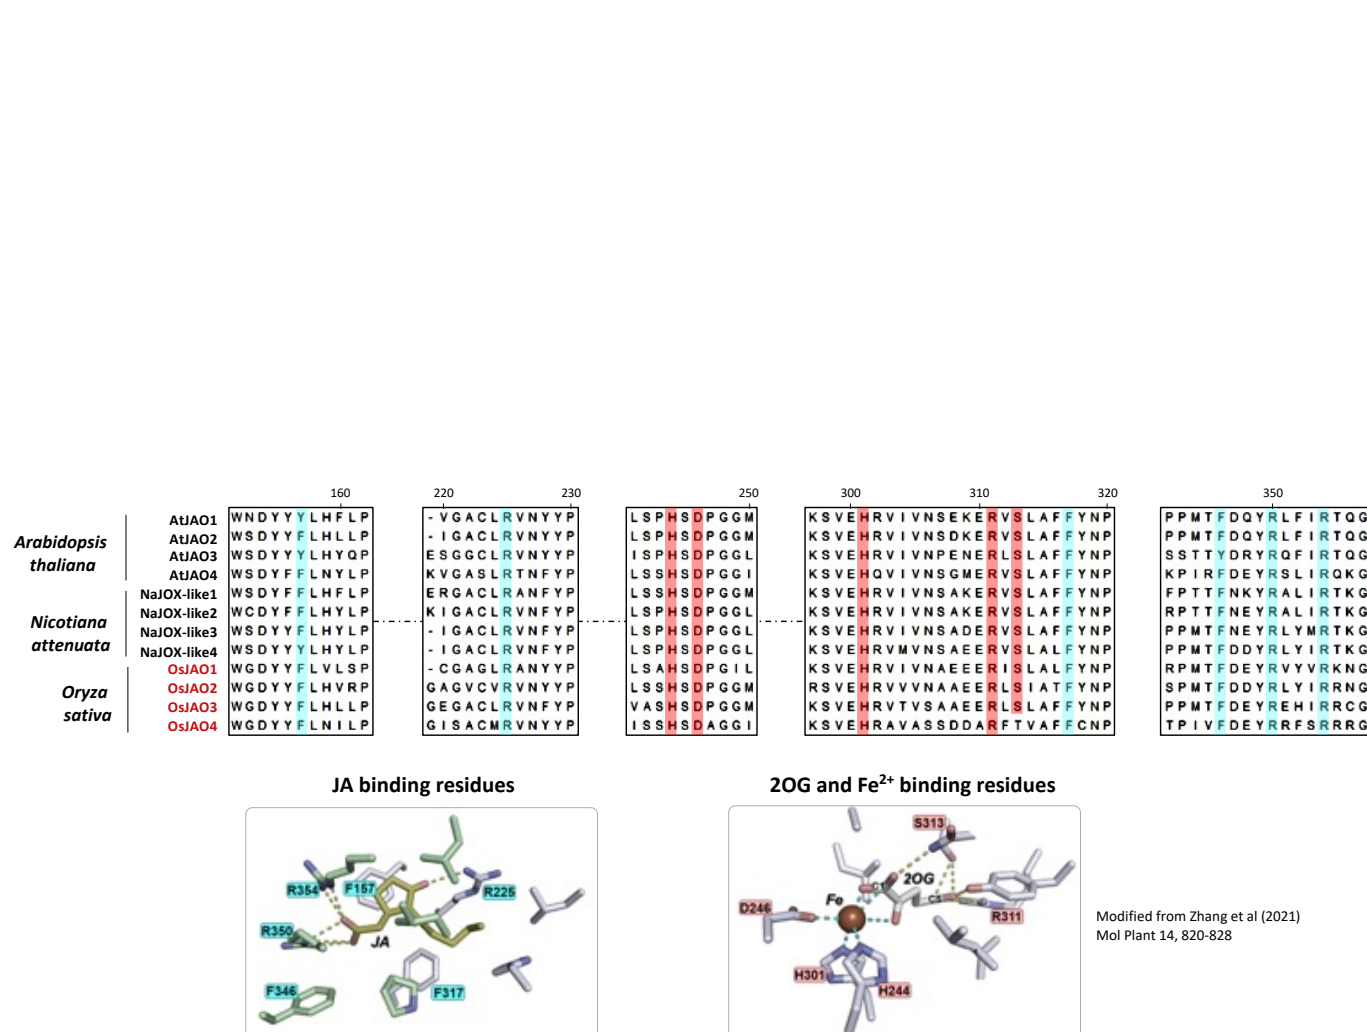 160 220 230 250 300 310 320 350
AtJAO1 WNDYYYLHFLP -VGACLRVNYYP LSPHSDPGGM KSVEHRVIVNSEKERVSLAFFYNP PPMTFDQYRLFIRTQG
AtJAO2 WSDYYFLHLLP -IGACLRVNYYP LSPHSDPGGM KSVEHRVIVNSDKERVSLAFFYNP PPMTFDQYRLFIRTQG
AtJAO3 WSDYYYLHYQP ESGGCLRVNYYP ISPHSDPGGL KSVEHRVIVNPENERLSLAFFYNP SSTTYDRYRQFIRTQG
AtJAO4 WSDYFFLNYLP KVGASLRTNFYP LSSHSDPGGI KSVEHQVIVNSGMERVSLAFFYNP KPIRFDEYRSLIRQKG
NaJOX-like1 WSDYFFLHFLP ERGACLRANFYP LSPHSDPGGM KSVEHRVIVNSAKERVSLAFFYNP FPTTFNKYRALIRTKG
NaJOX-like2 WCDYFFLHYLP KIGACLRVNFYP LSPHSDPGGL KSVEHRVIVNSAKERVSLAFFYNP RPTTFNEYRALIRTKG
NaJOX-like3 WSDYYFLHYLP -IGACLRVNFYP LSPHSDPGGL KSVEHRVIVNSADERVSLALFYNP PPMTFNEYRLYMRTKG
NaJOX-like4 WSDYYYLHYLP -IGACLRVNFYP LSPHSDPGGL KSVEHRVMVNSAEERVSLAFFYNP PPMTFDDYRLYIRTKG
OsJAO1 WGDYYFLVLSP -CGAGLRANYYP LSAHSDPGIL KSVEHRVIVNAEEERISLALFYNP RPMTFDEYRVYVRKNG
OsJAO2 WGDYYFLHVRP GAGVCVRVNYYP LSSHSDPGGM RSVEHRVVVNAAEERLSIATFYNP SPMTFDDYRLYIRRNG
OsJAO3 WGDYYFLHLLP GEGACLRVNFYP VASHSDPGGL KSVEHRVTVSAAEERLSLAFFYNP PPMTFDEYREHIRRCG
OsJAO4 WGDYYFLNILP GISACMRVNYYP ISSHSDAGGI KSVEHRAVASSDDARFTVAFFCNP TPIVFDEYRRFSRRRG
Arabidopsis
thaliana
Nicotiana
attenuata
Oryza
sativa
JA binding residues
R354
F157
R225
R350
JA
F346
F317
2OG and Fe2+ binding residues
S313
C1
2OG
Fe
C5
D246
R311
H301
H244
Modified from Zhang et al (2021)
Mol Plant 14, 820-828